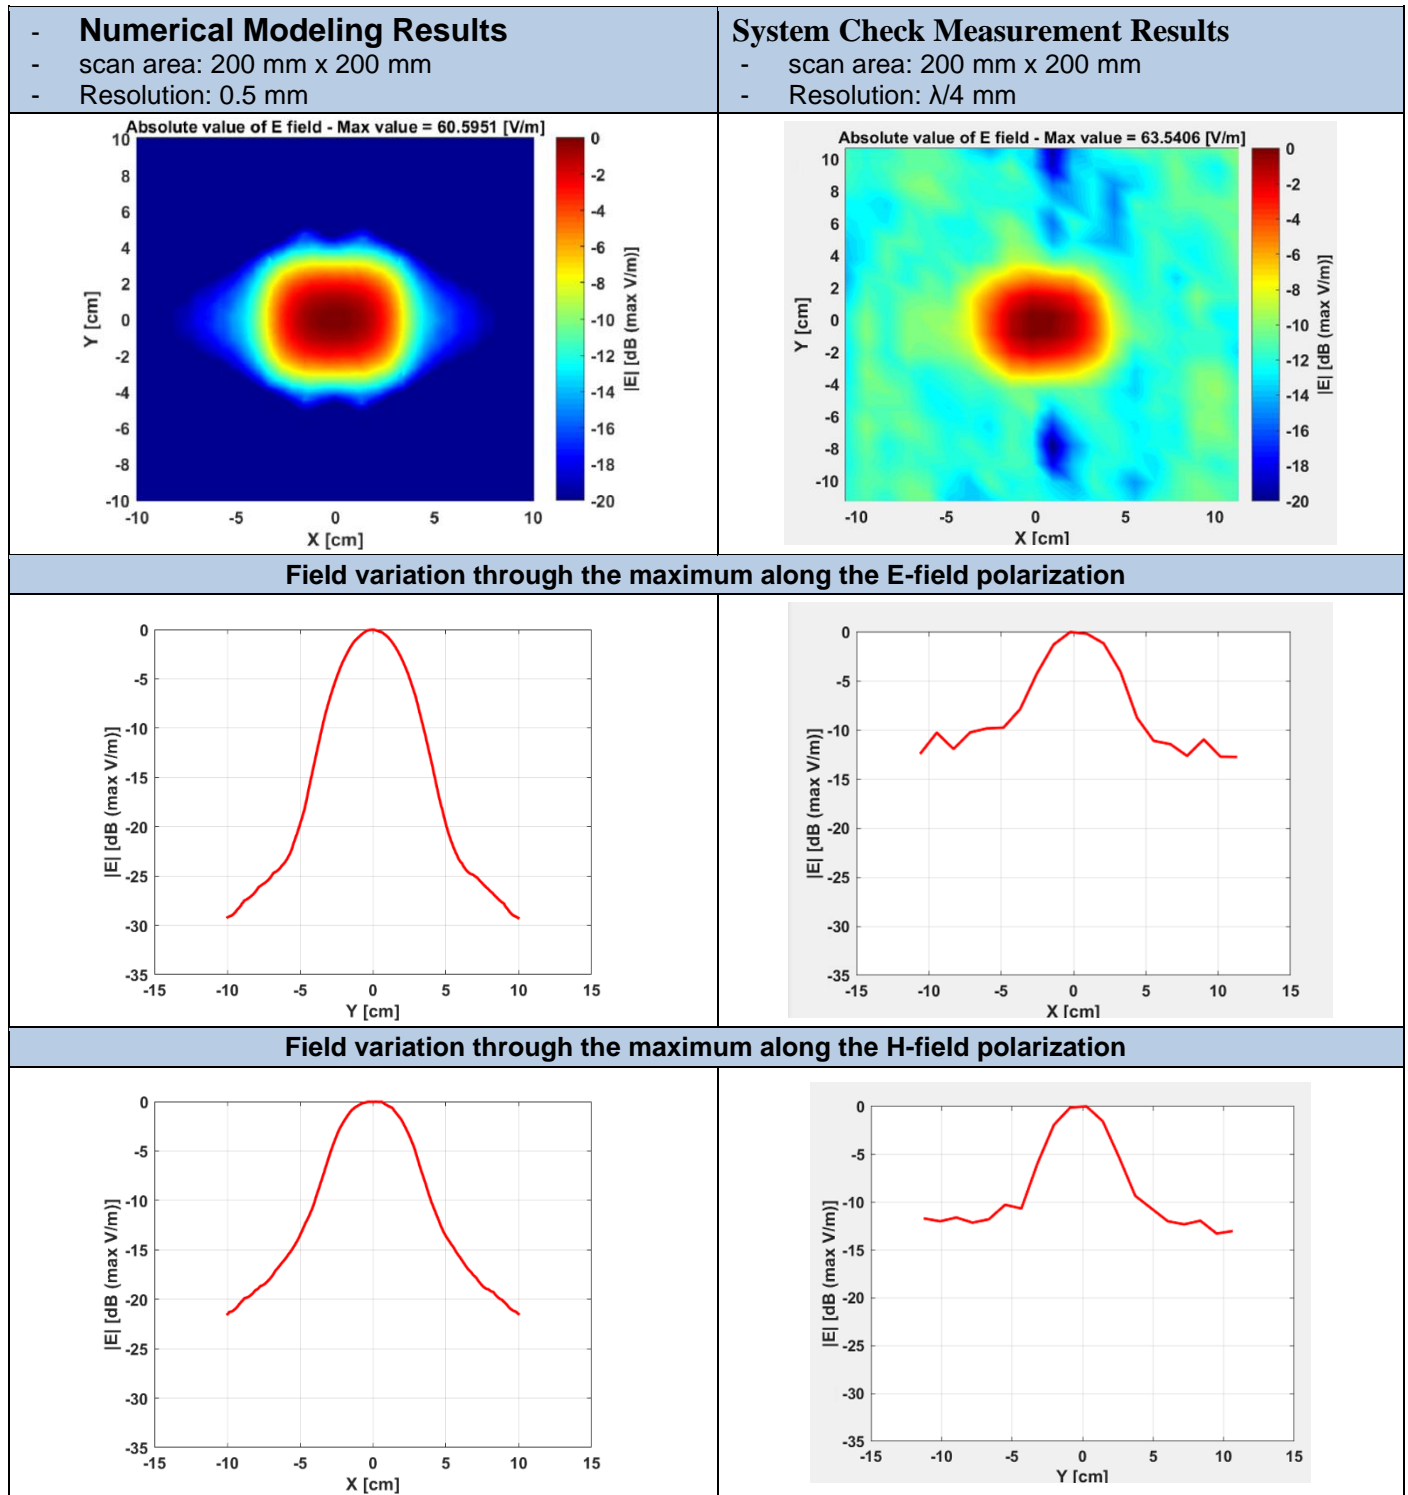 - Numerical Modeling Results
- scan area: 200 mm x 200 mm
- Resolution: 0.5 mm
System Check Measurement Results
- scan area: 200 mm x 200 mm
- Resolution: λ/4 mm
Absolute value of E field - Max value = 60.5951 [V/m]
10
8
6
4
2
0
-2
-4
-6
-8
-10
Y [cm]
-10 -5 0 5 10
X [cm]
0
-2
-4
-6
-8
-10
-12
-14
-16
-18
-20
|E| [dB (max V/m)]
Absolute value of E field - Max value = 63.5406 [V/m]
10
8
6
4
2
0
-2
-4
-6
-8
-10
Y [cm]
-10 -5 0 5 10
X [cm]
0
-2
-4
-6
-8
-10
-12
-14
-16
-18
-20
|E| [dB (max V/m)]
Field variation through the maximum along the E-field polarization
0
-5
-10
-15
-20
-25
-30
-35
|E| [dB (max V/m)]
-15 -10 -5 0 5 10 15
Y [cm]
0
-5
-10
-15
-20
-25
-30
-35
|E| [dB (max V/m)]
-15 -10 -5 0 5 10 15
X [cm]
Field variation through the maximum along the H-field polarization
0
-5
-10
-15
-20
-25
-30
-35
|E| [dB (max V/m)]
-15 -10 -5 0 5 10 15
X [cm]
0
-5
-10
-15
-20
-25
-30
-35
|E| [dB (max V/m)]
-15 -10 -5 0 5 10 15
Y [cm]